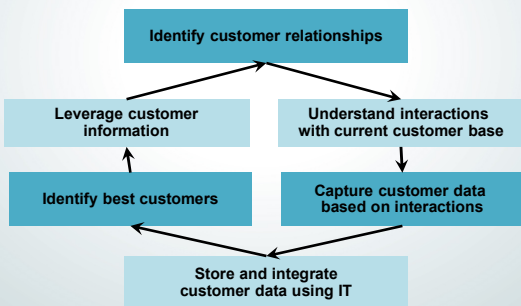 Identify customer relationships
Leverage customer
information
Understand interactions
with current customer base
Identify best customers
Capture customer data
based on interactions
Store and integrate
customer data using IT